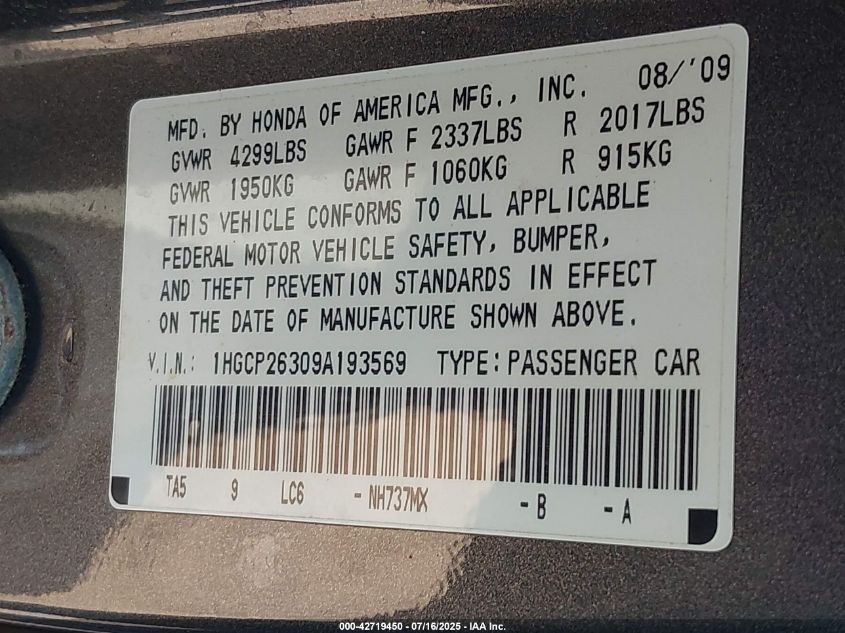 08/'09
MFD. BY HONDA OF AMERICA MFG., INC.
GVWR 4299LBS GAWR F 2337LBS R 2017LBS
GVWR 1950KG GAWR F 1060KG R 915KG
THIS VEHICLE CONFORMS TO ALL APPLICABLE
FEDERAL MOTOR VEHICLE SAFETY, BUMPER,
AND THEFT PREVENTION STANDARDS IN EFFECT
ON THE DATE OF MANUFACTURE SHOWN ABOVE.
V.I.N.: 1HGCP26309A193569 TYPE:PASSENGER CAR
TA5 9 LC6 -NH737MX -B -A
000-42719450 - 07/16/2025 - IAA Inc.